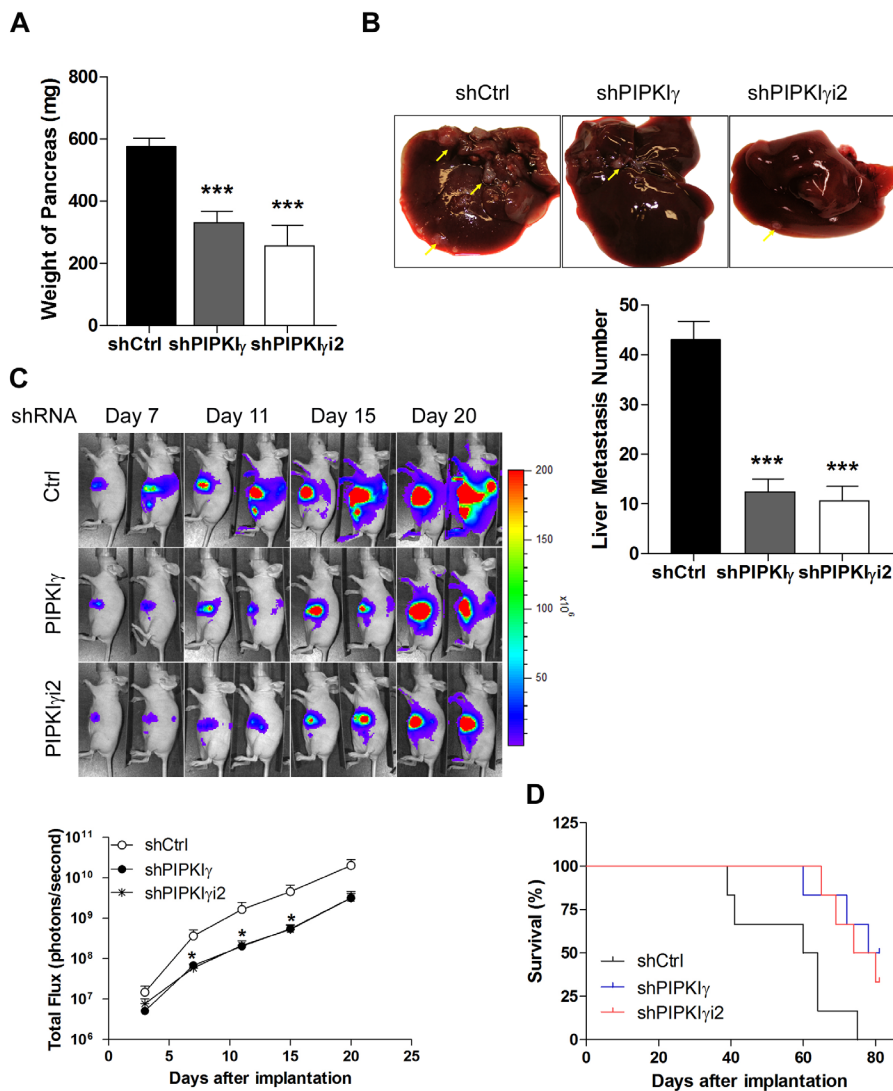 A
Weight of Pancreas (mg)
800
600
400
200
0
***
***
shCtrl shPIPKIγ shPIPKIγi2
B
shCtrl shPIPKIγ shPIPKIγi2
Liver Metastasis Number
50
40
30
20
10
0
***
***
shCtrl shPIPKIγ shPIPKIγi2
C
shRNA Day 7 Day 11 Day 15 Day 20
Ctrl
PIPKIγ
PIPKIγi2
200
150
100
50
x10⁶
Total Flux (photons/second)
10¹¹
10¹⁰
10⁹
10⁸
10⁷
10⁶
shCtrl
shPIPKIγ
shPIPKIγi2
* * *
0 5 10 15 20 25
Days after implantation
D
Survival (%)
125
100
75
50
25
0
shCtrl
shPIPKIγ
shPIPKIγi2
0 20 40 60 80
Days after implantation